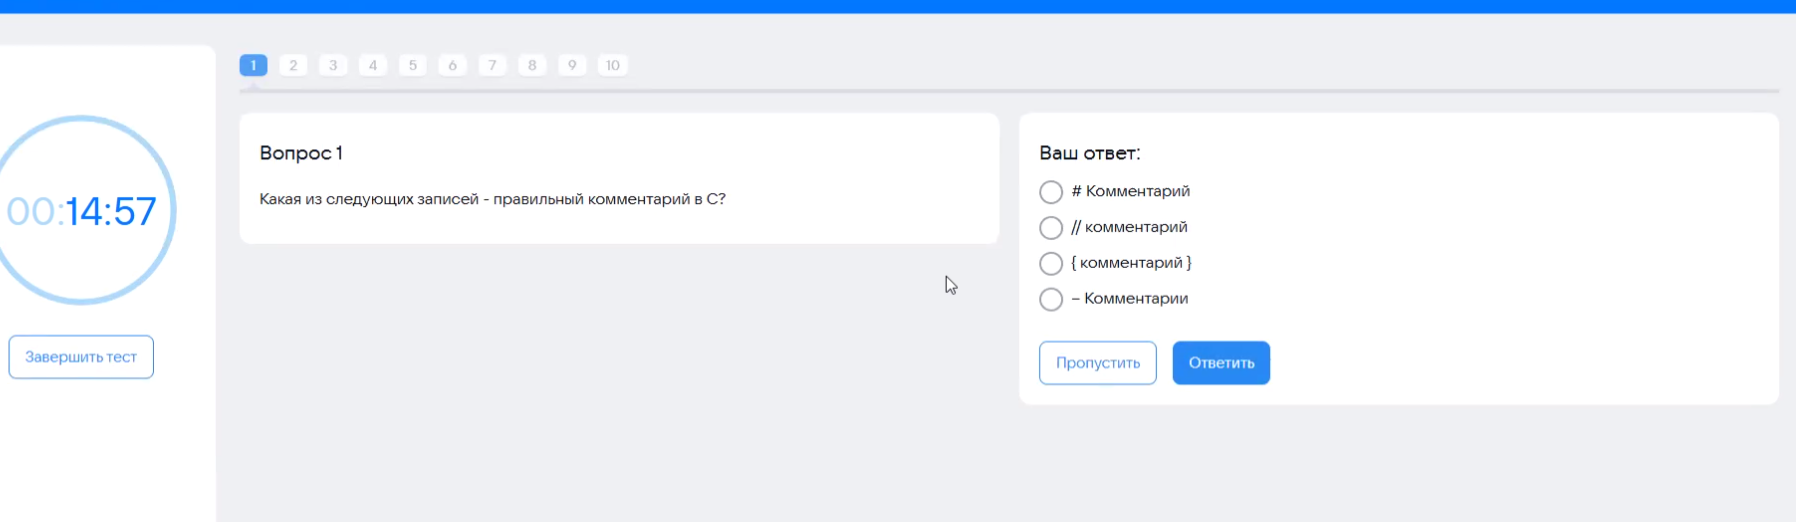 1 2 3 4 5 6 7 8 9 10
00:14:57
Завершить тест
Вопрос 1
Какая из следующих записей - правильный комментарий в С?
Ваш ответ:
# Комментарий
// комментарий
{ комментарий }
– Комментарии
Пропустить
Ответить